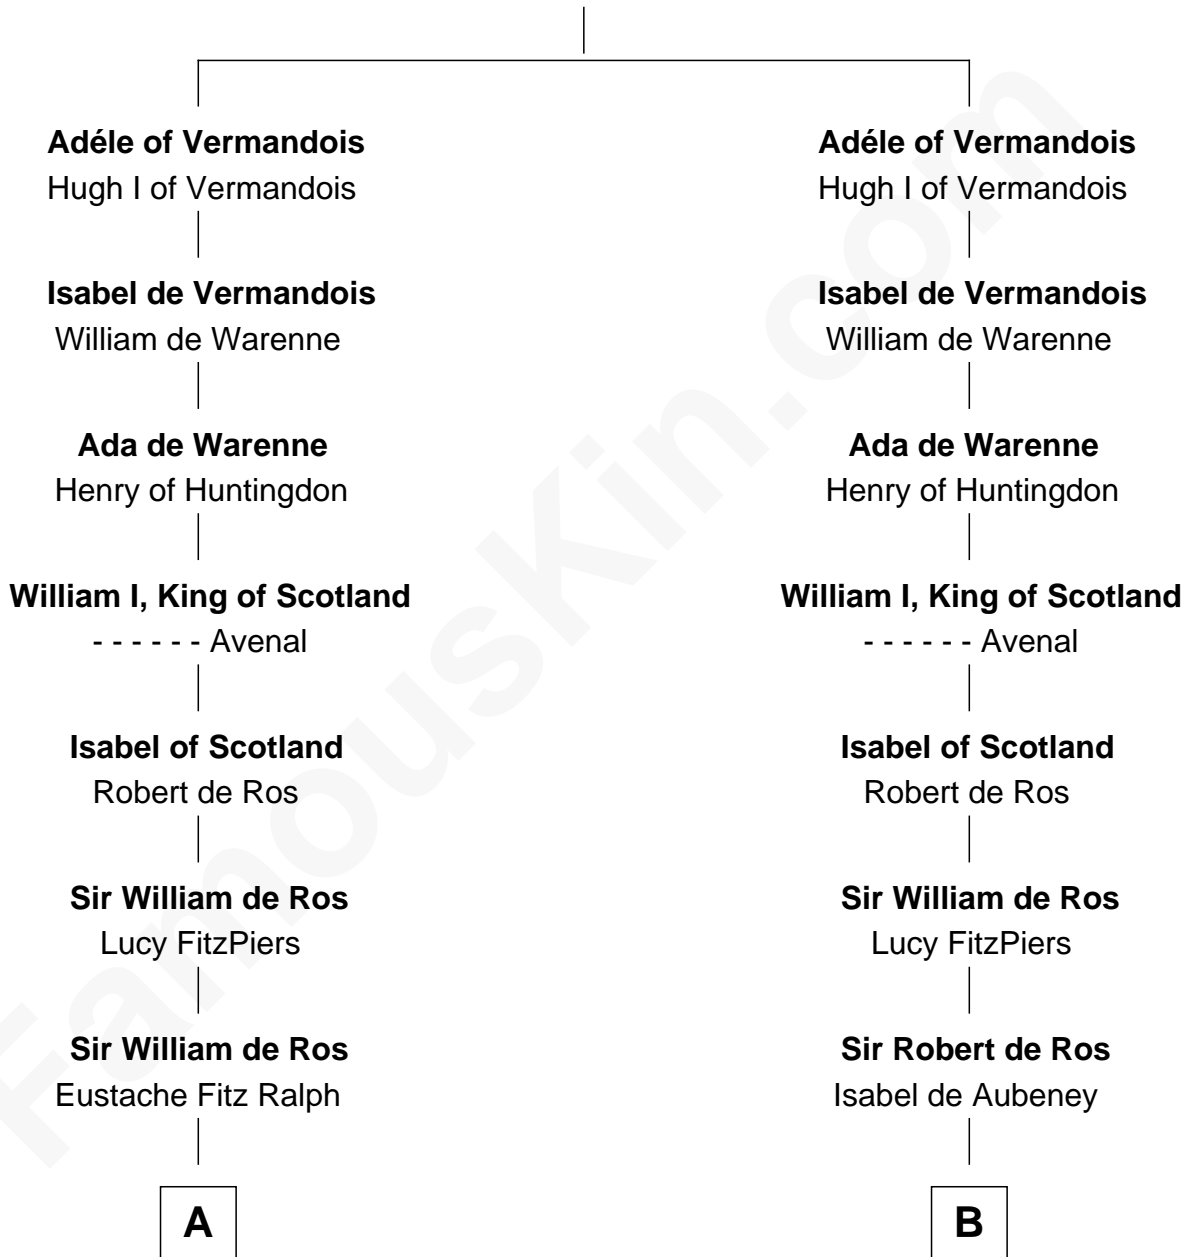 Adéle of Vermandois
Hugh I of Vermandois
Isabel de Vermandois
William de Warenne
Ada de Warenne
Henry of Huntingdon
William I, King of Scotland
- - - - - - Avenal
Isabel of Scotland
Robert de Ros
Sir William de Ros
Lucy FitzPiers
Sir William de Ros
Eustache Fitz Ralph
A
Adéle of Vermandois
Hugh I of Vermandois
Isabel de Vermandois
William de Warenne
Ada de Warenne
Henry of Huntingdon
William I, King of Scotland
- - - - - - Avenal
Isabel of Scotland
Robert de Ros
Sir William de Ros
Lucy FitzPiers
Sir Robert de Ros
Isabel de Aubeney
B
FamousKin.com